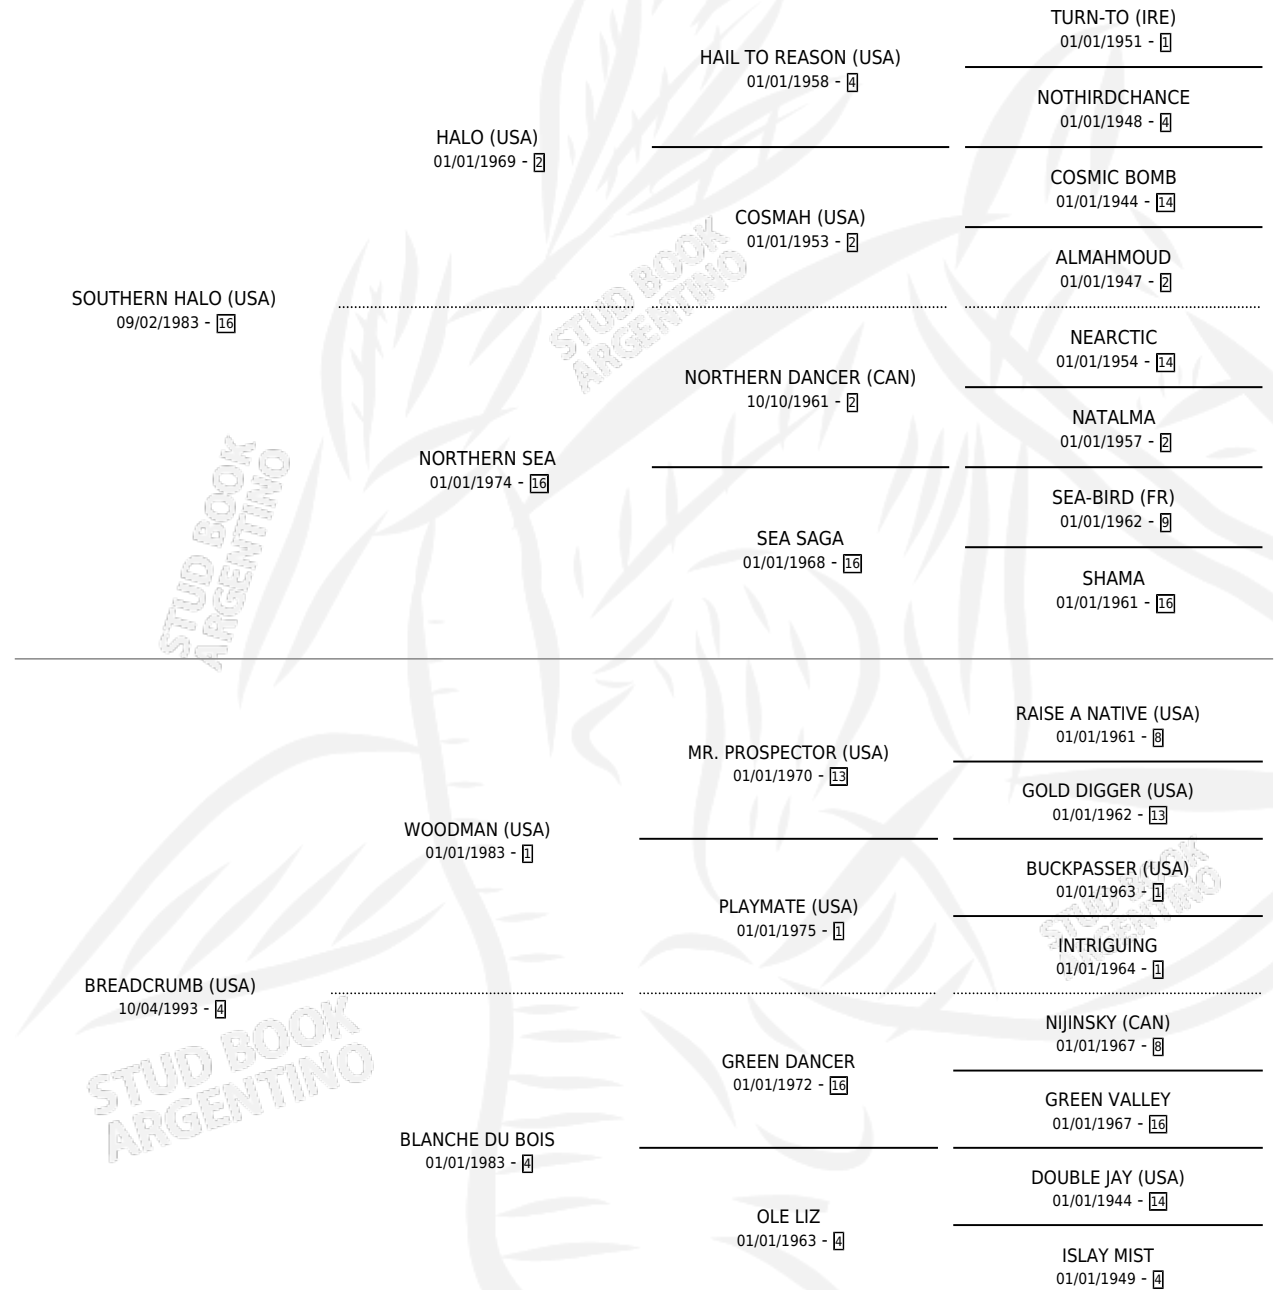 TURN-TO (IRE)
01/01/1951 - 1
HAIL TO REASON (USA)
01/01/1958 - 4
NOTHIRDCHANCE
01/01/1948 - 4
HALO (USA)
01/01/1969 - 2
COSMIC BOMB
01/01/1944 - 14
COSMAH (USA)
01/01/1953 - 2
ALMAHMOUD
01/01/1947 - 2
SOUTHERN HALO (USA)
09/02/1983 - 16
STUD BOOK
ARGENTINO
NEARCTIC
01/01/1954 - 14
NORTHERN DANCER (CAN)
10/10/1961 - 2
NATALMA
01/01/1957 - 2
NORTHERN SEA
01/01/1974 - 16
SEA-BIRD (FR)
01/01/1962 - 9
SEA SAGA
01/01/1968 - 16
SHAMA
01/01/1961 - 16
STUD BOOK
ARGENTINO
RAISE A NATIVE (USA)
01/01/1961 - 8
MR. PROSPECTOR (USA)
01/01/1970 - 13
GOLD DIGGER (USA)
01/01/1962 - 13
WOODMAN (USA)
01/01/1983 - 1
BUCKPASSER (USA)
01/01/1963 - 1
PLAYMATE (USA)
01/01/1975 - 1
STUD BOOK
ARGENTINO
INTRIGUING
01/01/1964 - 1
BREADCRUMB (USA)
10/04/1993 - 4
STUD BOOK
ARGENTINO
NIJINSKY (CAN)
01/01/1967 - 8
GREEN DANCER
01/01/1972 - 16
GREEN VALLEY
01/01/1967 - 16
BLANCHE DU BOIS
01/01/1983 - 4
DOUBLE JAY (USA)
01/01/1944 - 14
OLE LIZ
01/01/1963 - 4
ISLAY MIST
01/01/1949 - 4